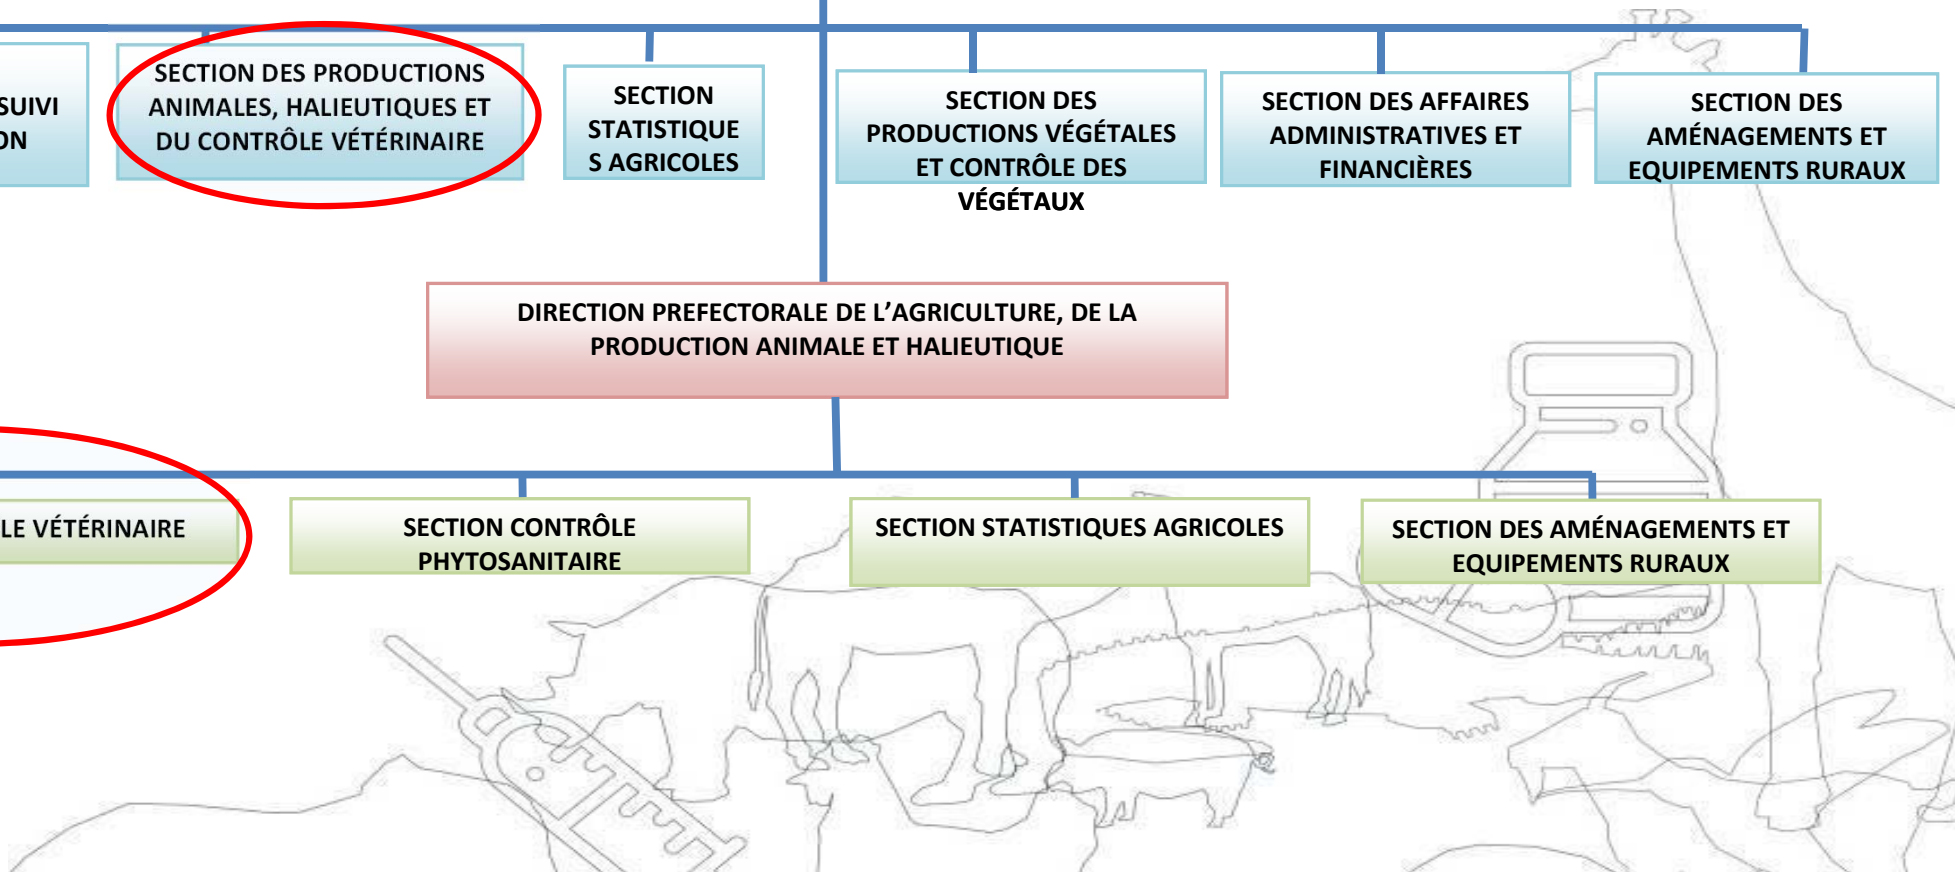 SUIVI
ON
SECTION DES PRODUCTIONS
ANIMALES, HALIEUTIQUES ET
DU CONTRÔLE VÉTÉRINAIRE
SECTION
STATISTIQUE
S AGRICOLES
SECTION DES
PRODUCTIONS VÉGÉTALES
ET CONTRÔLE DES
VÉGÉTAUX
SECTION DES AFFAIRES
ADMINISTRATIVES ET
FINANCIÈRES
SECTION DES
AMÉNAGEMENTS ET
EQUIPEMENTS RURAUX
DIRECTION PREFECTORALE DE L’AGRICULTURE, DE LA
PRODUCTION ANIMALE ET HALIEUTIQUE
LE VÉTÉRINAIRE
SECTION CONTRÔLE
PHYTOSANITAIRE
SECTION STATISTIQUES AGRICOLES
SECTION DES AMÉNAGEMENTS ET
EQUIPEMENTS RURAUX